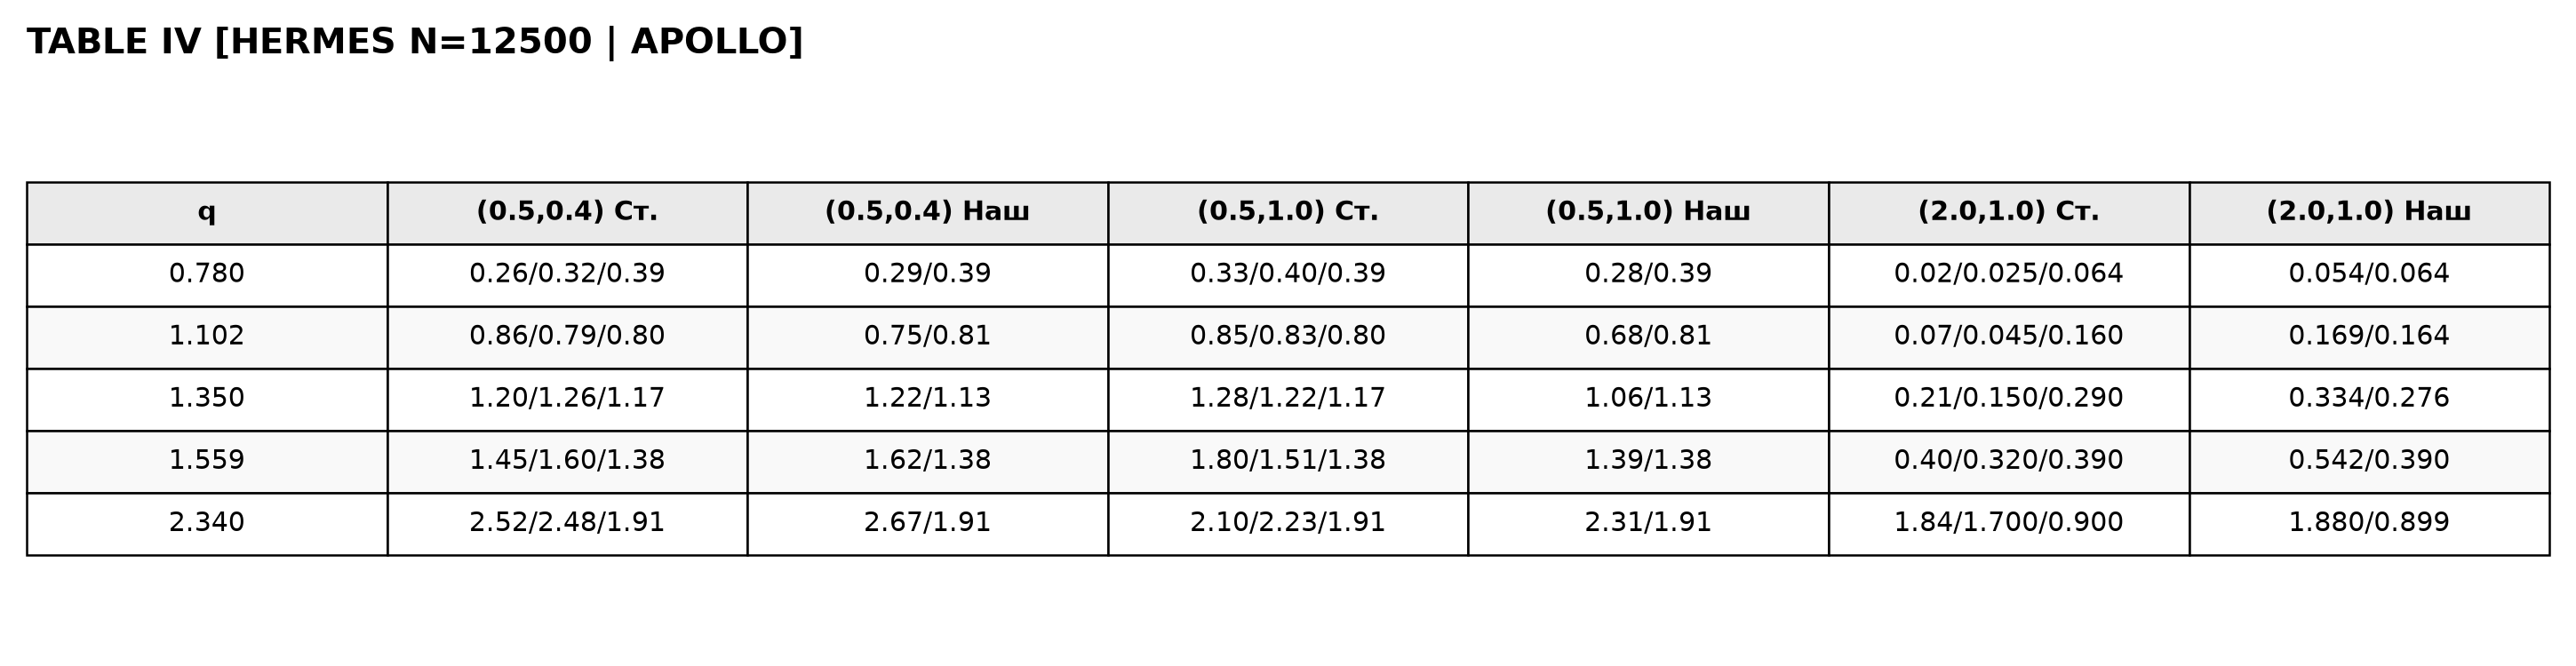 TABLE IV [HERMES N=12500 | APOLLO]
q (0.5,0.4) Ст. (0.5,0.4) Наш (0.5,1.0) Ст. (0.5,1.0) Наш (2.0,1.0) Ст. (2.0,1.0) Наш
0.780 0.26/0.32/0.39 0.29/0.39 0.33/0.40/0.39 0.28/0.39 0.02/0.025/0.064 0.054/0.064
1.102 0.86/0.79/0.80 0.75/0.81 0.85/0.83/0.80 0.68/0.81 0.07/0.045/0.160 0.169/0.164
1.350 1.20/1.26/1.17 1.22/1.13 1.28/1.22/1.17 1.06/1.13 0.21/0.150/0.290 0.334/0.276
1.559 1.45/1.60/1.38 1.62/1.38 1.80/1.51/1.38 1.39/1.38 0.40/0.320/0.390 0.542/0.390
2.340 2.52/2.48/1.91 2.67/1.91 2.10/2.23/1.91 2.31/1.91 1.84/1.700/0.900 1.880/0.899